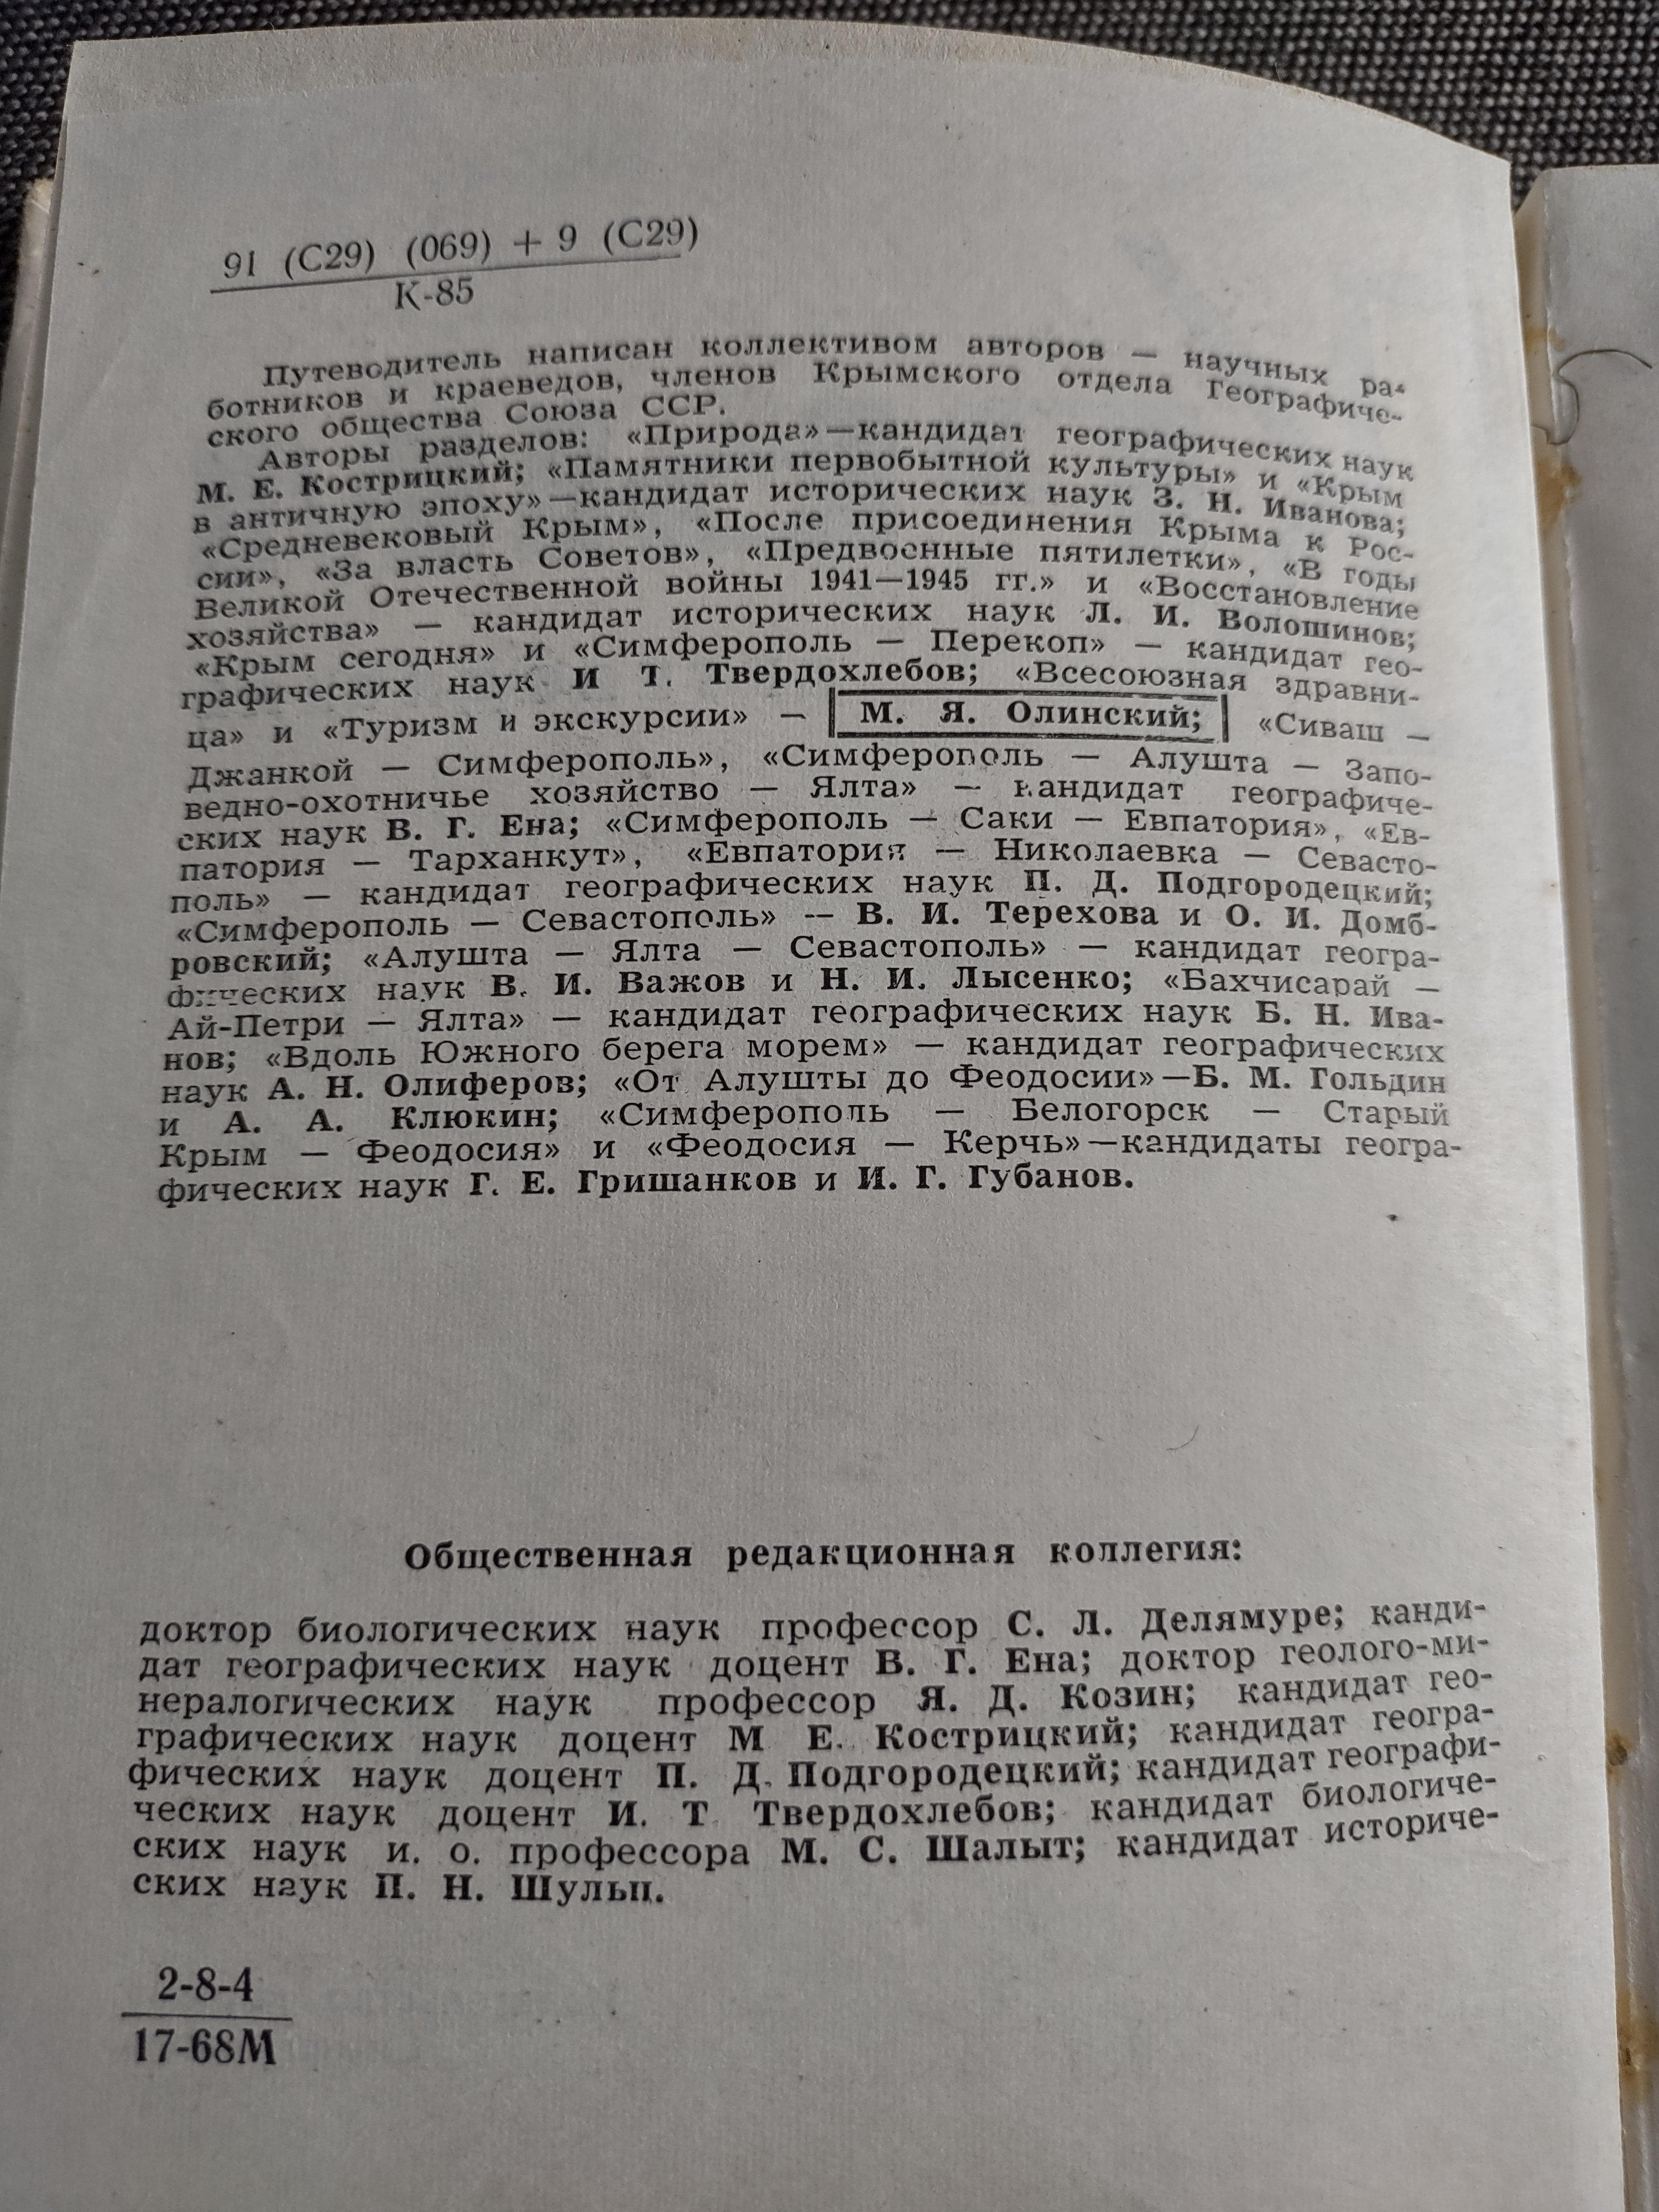 91 (С29) (069) + 9 (С29)
К-85
Путеводитель написан коллективом авторов — научных ра-
ботников и краеведов, членов Крымского отдела Географиче-
ского общества Союза ССР.
Авторы разделов: «Природа»—кандидат географических наук
М. Е. Кострицкий; «Памятники первобытной культуры» и «Крым
в античную эпоху»—кандидат исторических наук З. Н. Иванова;
«Средневековый Крым», «После присоединения Крыма к Рос-
сии», «За власть Советов», «Предвоенные пятилетки», «В годы
Великой Отечественной войны 1941—1945 гг.» и «Восстановление
хозяйства» — кандидат исторических наук Л. И. Волошинов;
«Крым сегодня» и «Симферополь — Перекоп» — кандидат гео-
графических наук И Т. Твердохлебов; «Всесоюзная здравни-
ца» и «Туризм и экскурсии» — М. Я. Олинский; «Сиваш —
Джанкой — Симферополь», «Симферополь — Алушта — Запо-
ведно-охотничье хозяйство — Ялта» — кандидат географиче-
ских наук В. Г. Ена; «Симферополь — Саки — Евпатория», «Ев-
патория — Тарханкут», «Евпатория — Николаевка — Севасто-
поль» — кандидат географических наук П. Д. Подгородецкий;
«Симферополь — Севастополь» — В. И. Терехова и О. И. Домб-
ровский; «Алушта — Ялта — Севастополь» — кандидат геогра-
фических наук В. И. Важов и Н. И. Лысенко; «Бахчисарай —
Ай-Петри — Ялта» — кандидат географических наук Б. Н. Ива-
нов; «Вдоль Южного берега морем» — кандидат географических
наук А. Н. Олиферов; «От Алушты до Феодосии»—Б. М. Гольдин
и А. А. Клюкин; «Симферополь — Белогорск — Старый
Крым — Феодосия» и «Феодосия — Керчь»—кандидаты геогра-
фических наук Г. Е. Гришанков и И. Г. Губанов.
Общественная редакционная коллегия:
доктор биологических наук профессор С. Л. Делямуре; канди-
дат географических наук доцент В. Г. Ена; доктор геолого-ми-
нералогических наук профессор Я. Д. Козин; кандидат гео-
графических наук доцент М Е. Кострицкий; кандидат геогра-
фических наук доцент П. Д. Подгородецкий; кандидат географи-
ческих наук доцент И. Т Твердохлебов; кандидат биологиче-
ских наук и. о. профессора М. С. Шалыт; кандидат историче-
ских наук П. Н. Шульц.
2-8-4
17-68М